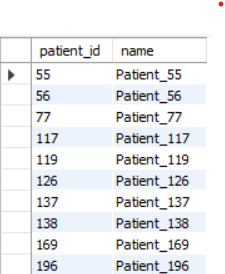 patient_id name
55 Patient_55
56 Patient_56
77 Patient_77
117 Patient_117
119 Patient_119
126 Patient_126
137 Patient_137
138 Patient_138
169 Patient_169
196 Patient_196